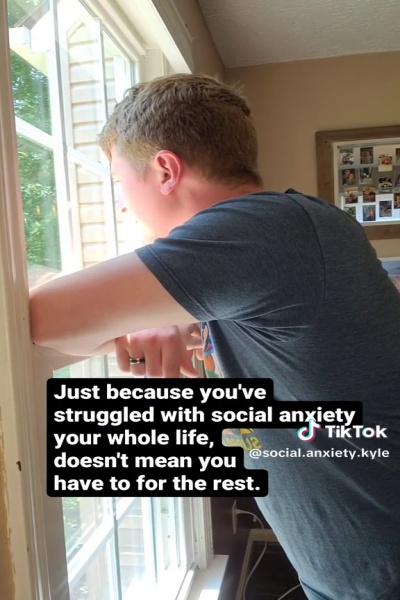 Just because you've
struggled with social anxiety
your whole life,
doesn't mean you
have to for the rest.
TikTok
@social.anxiety.kyle